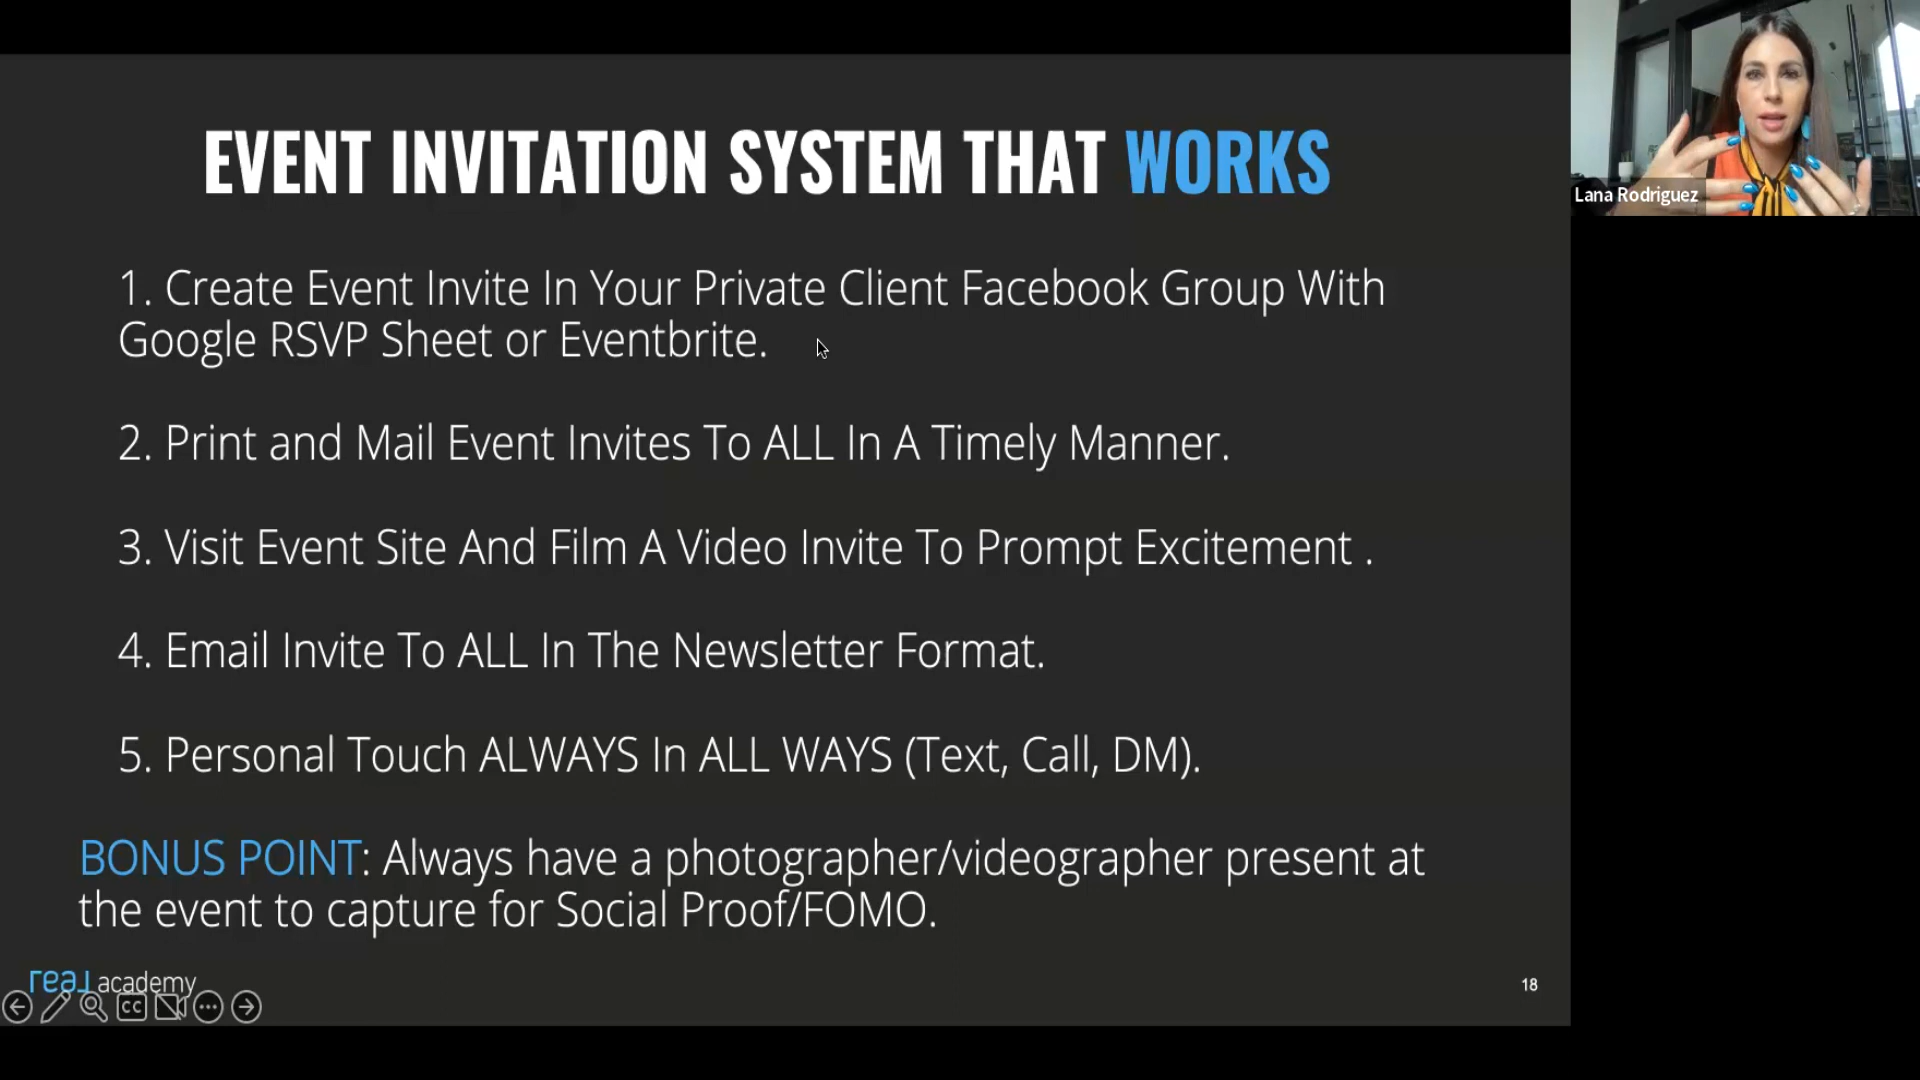 EVENT INVITATION SYSTEM THAT WORKS
Lana Rodriguez
1. Create Event Invite In Your Private Client Facebook Group With
Google RSVP Sheet or Eventbrite.
2. Print and Mail Event Invites To ALL In A Timely Manner.
3. Visit Event Site And Film A Video Invite To Prompt Excitement .
4. Email Invite To ALL In The Newsletter Format.
5. Personal Touch ALWAYS In ALL WAYS (Text, Call, DM).
BONUS POINT: Always have a photographer/videographer present at
the event to capture for Social Proof/FOMO.
real academy
CC
18